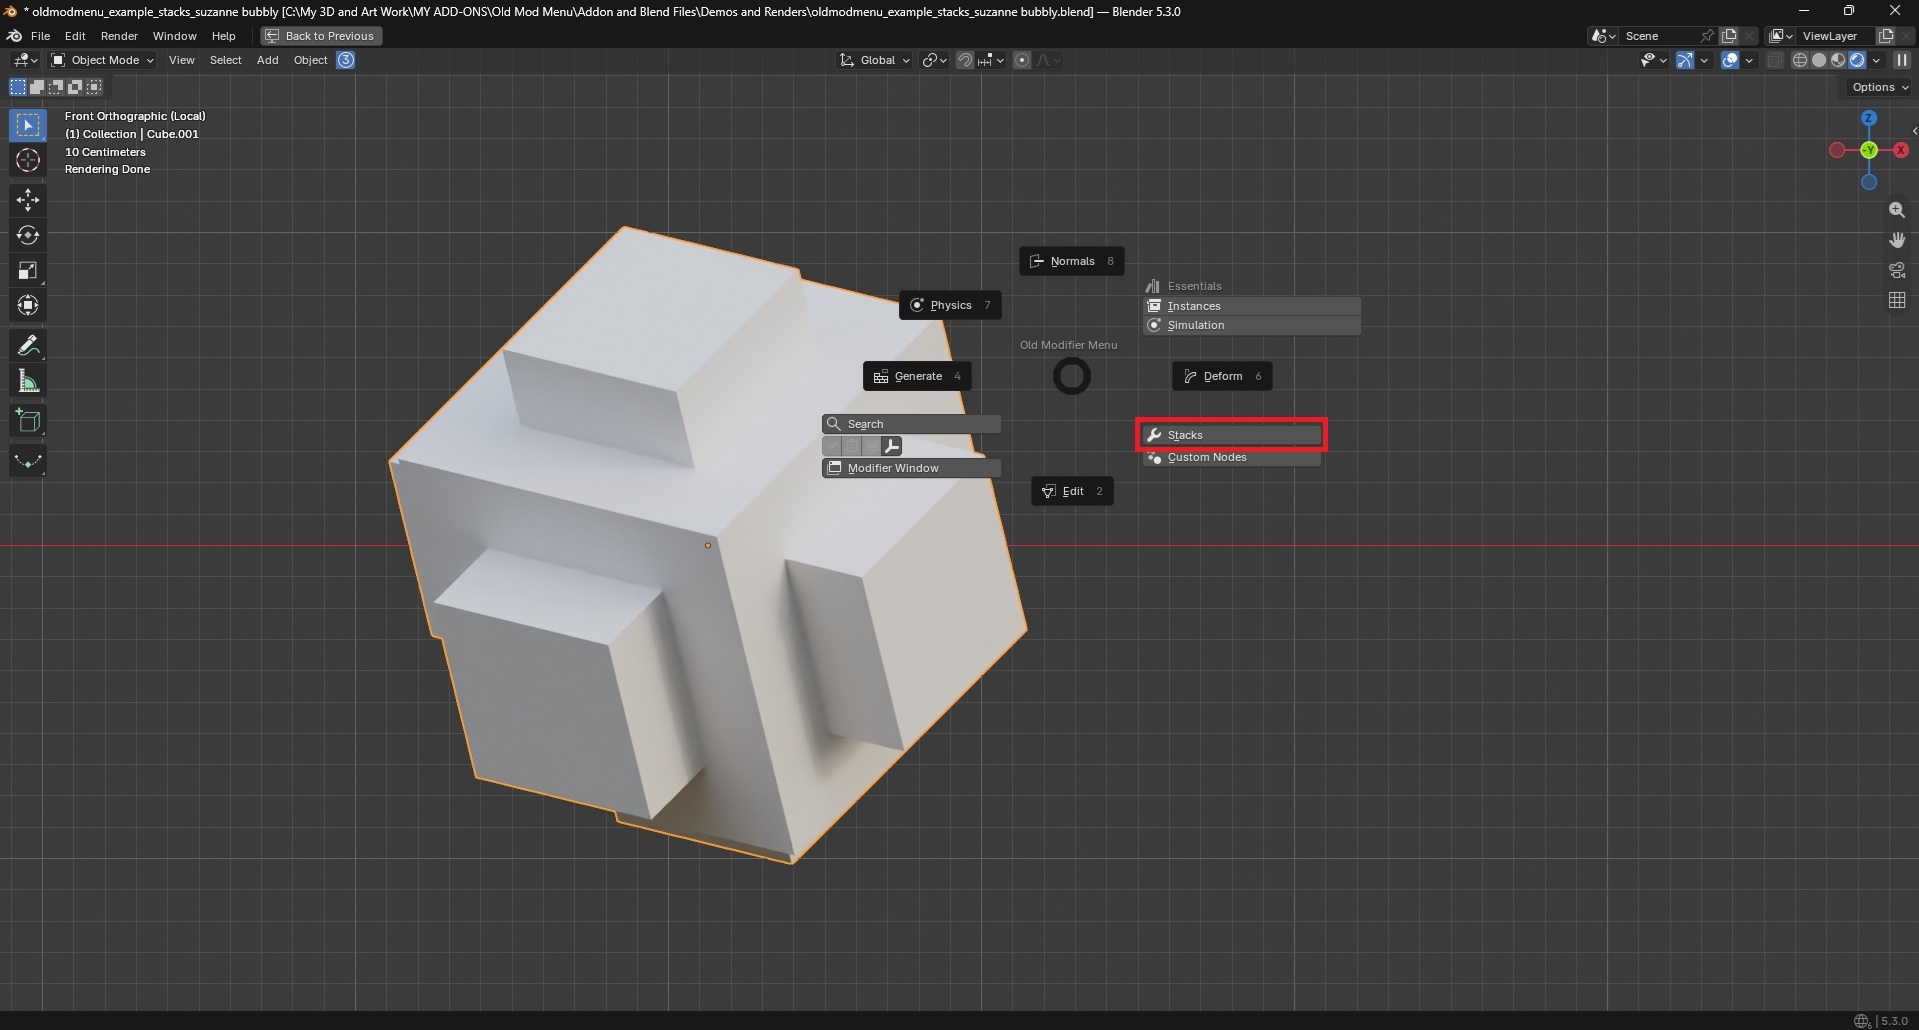 * oldmodmenu_example_stacks_suzanne bubbly [C:\My 3D and Art Work\MY ADD-ONS\Old Mod Menu\Addon and Blend Files\Demos and Renders\oldmodmenu_example_stacks_suzanne bubbly.blend] — Blender 5.3.0
File Edit Render Window Help Back to Previous Scene ViewLayer
Object Mode View Select Add Object 3 Global
Options
Front Orthographic (Local)
(1) Collection | Cube.001
10 Centimeters
Rendering Done
Z
-Y X
Normals 8
Essentials
Physics 7 Instances
Simulation
Old Modifier Menu
Generate 4 Deform 6
Search
Stacks
Custom Nodes
Modifier Window
Edit 2
5.3.0